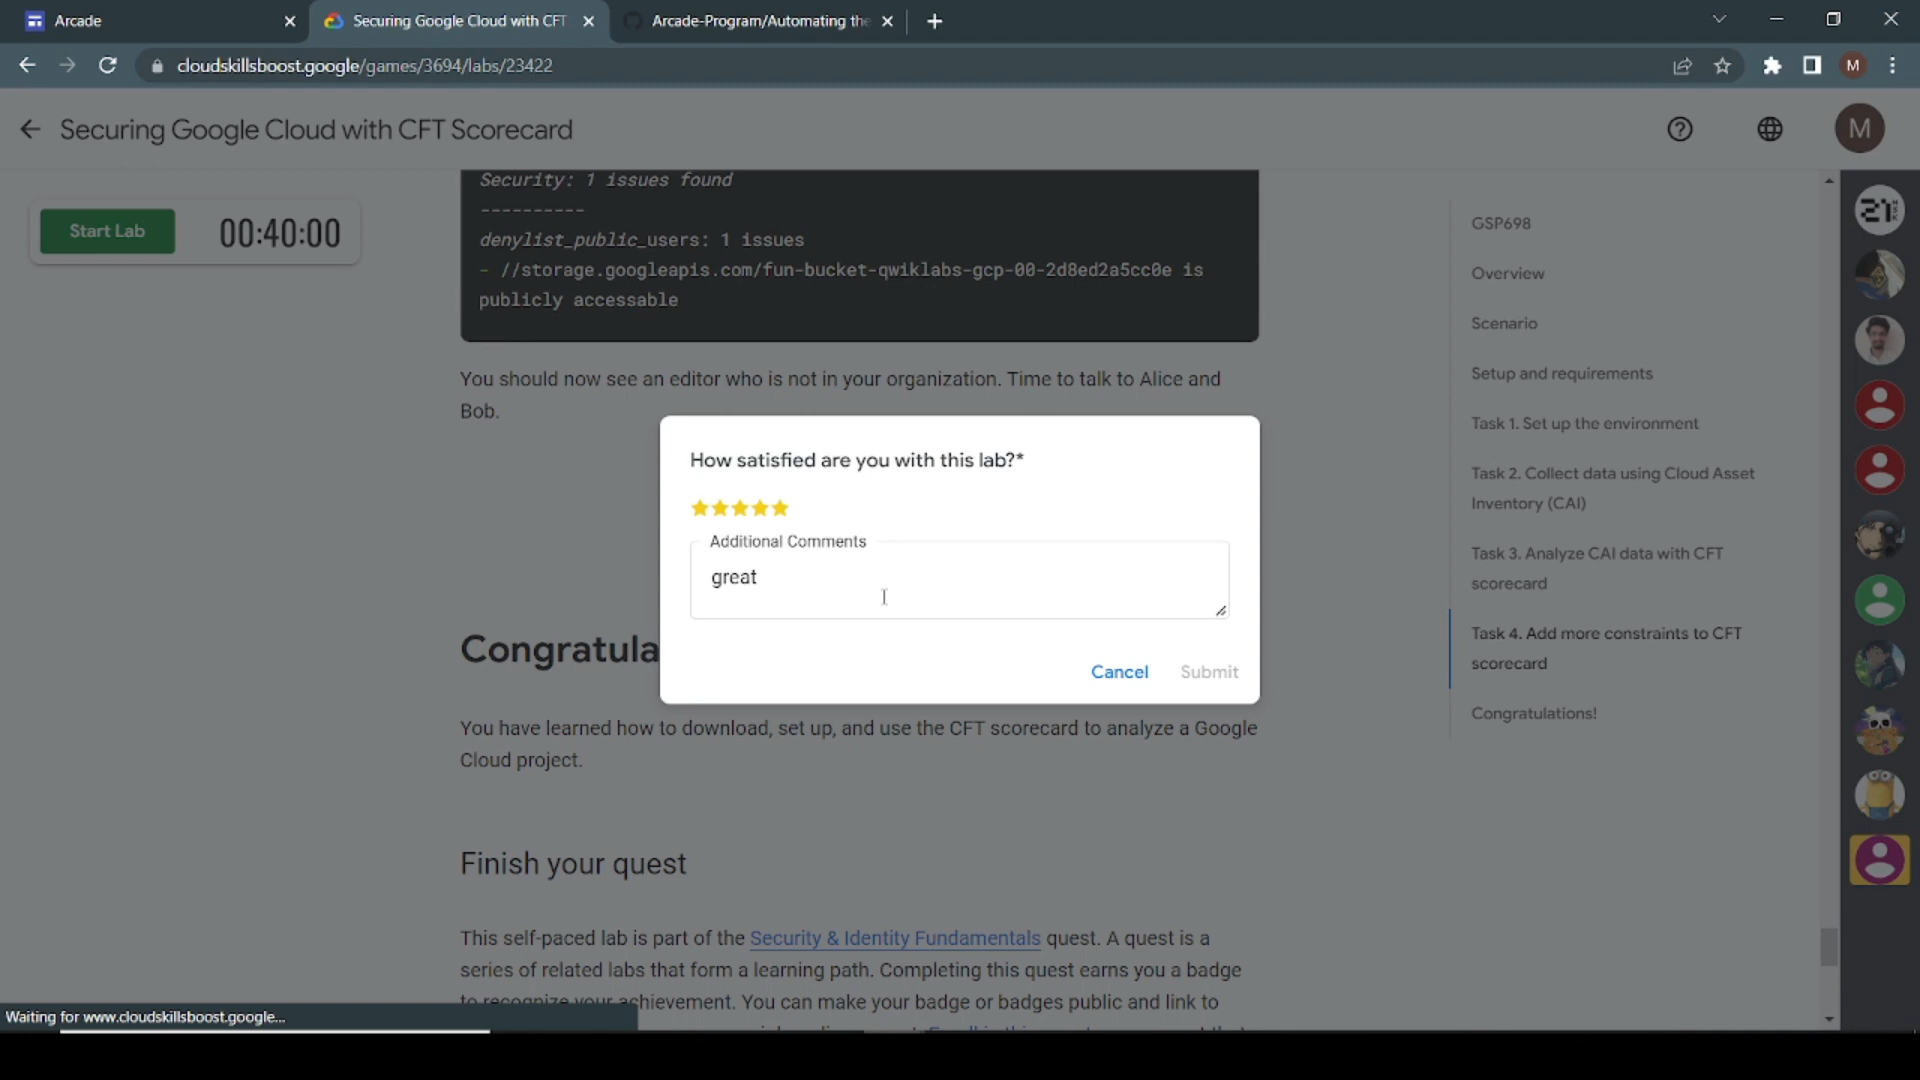 Arcade
Securing Google Cloud with CFT
Arcade-Program/Automating the
cloudskillsboost.google/games/3694/labs/23422
M
Securing Google Cloud with CFT Scorecard
M
Start Lab
00:40:00
Security: 1 issues found
----------
denylist_public_users: 1 issues
- //storage.googleapis.com/fun-bucket-qwiklabs-gcp-00-2d8ed2a5cc0e is
publicly accessable
You should now see an editor who is not in your organization. Time to talk to Alice and
Bob.
How satisfied are you with this lab?*
Additional Comments
great
Cancel
Submit
Congratula
You have learned how to download, set up, and use the CFT scorecard to analyze a Google
Cloud project.
Finish your quest
This self-paced lab is part of the Security & Identity Fundamentals quest. A quest is a
series of related labs that form a learning path. Completing this quest earns you a badge
to recognize your achievement. You can make your badge or badges public and link to
GSP698
Overview
Scenario
Setup and requirements
Task 1. Set up the environment
Task 2. Collect data using Cloud Asset
Inventory (CAI)
Task 3. Analyze CAI data with CFT
scorecard
Task 4. Add more constraints to CFT
scorecard
Congratulations!
21
Waiting for www.cloudskillsboost.google...